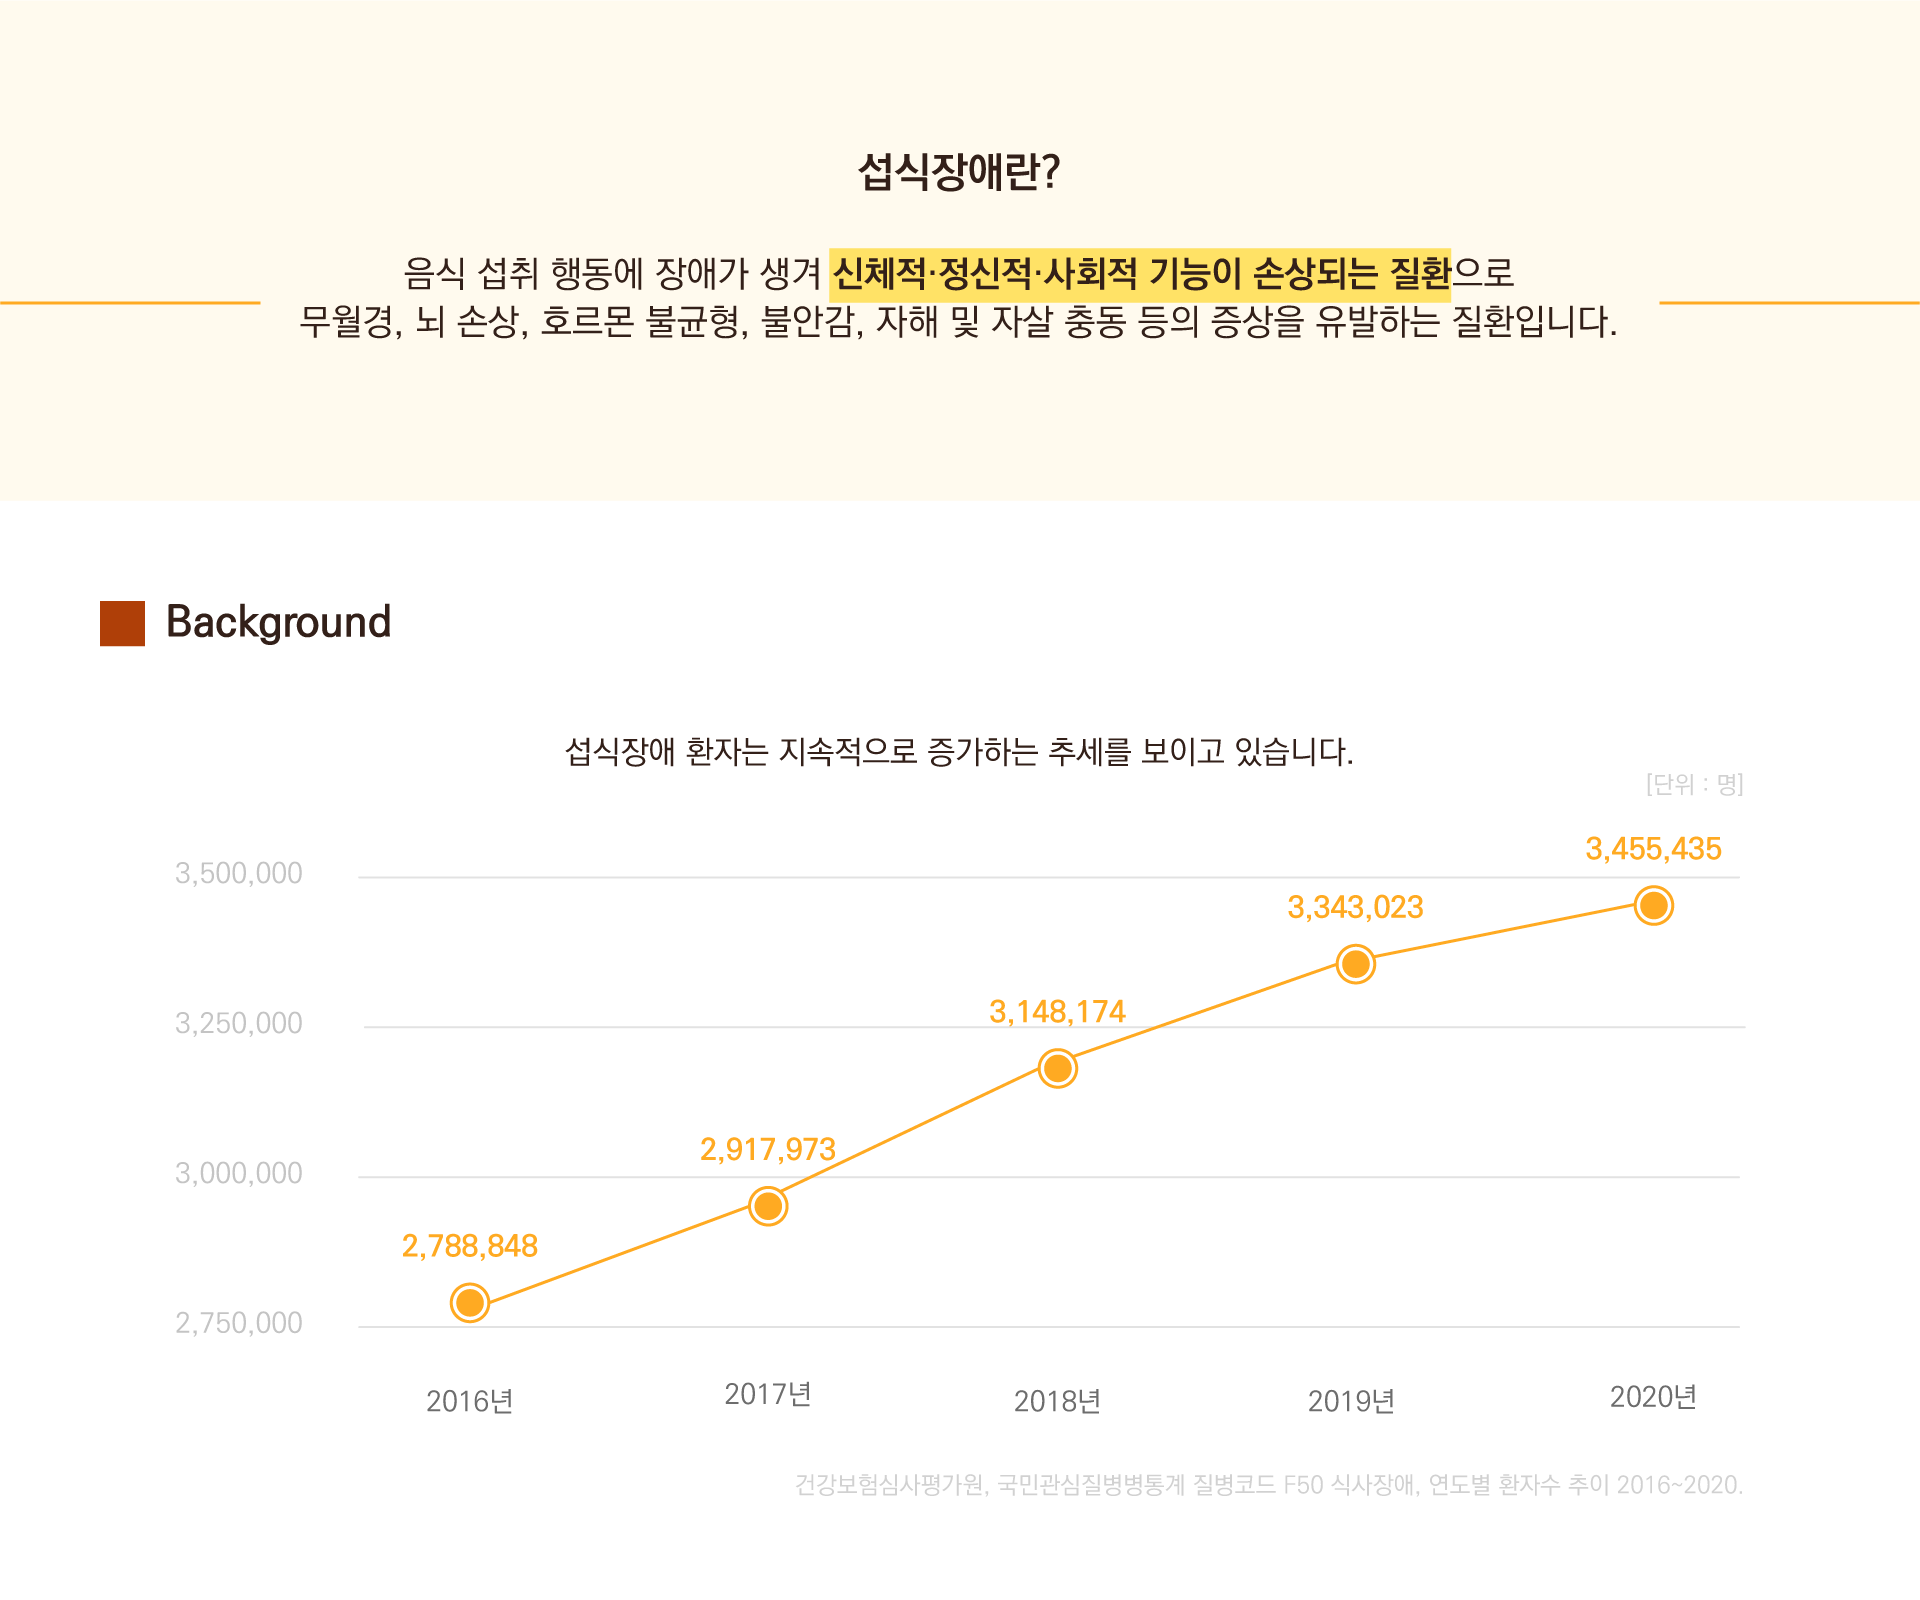 섭식장애란?
음식 섭취 행동에 장애가 생겨 신체적·정신적·사회적 기능이 손상되는 질환으로
무월경, 뇌 손상, 호르몬 불균형, 불안감, 자해 및 자살 충동 등의 증상을 유발하는 질환입니다.
Background
섭식장애 환자는 지속적으로 증가하는 추세를 보이고 있습니다.
[단위 : 명]
3,455,435
3,500,000
3,343,023
3,148,174
3,250,000
2,917,973
3,000,000
2,788,848
2,750,000
2016년 2017년 2018년 2019년 2020년
건강보험심사평가원, 국민관심질병병통계 질병코드 F50 식사장애, 연도별 환자수 추이 2016~2020.